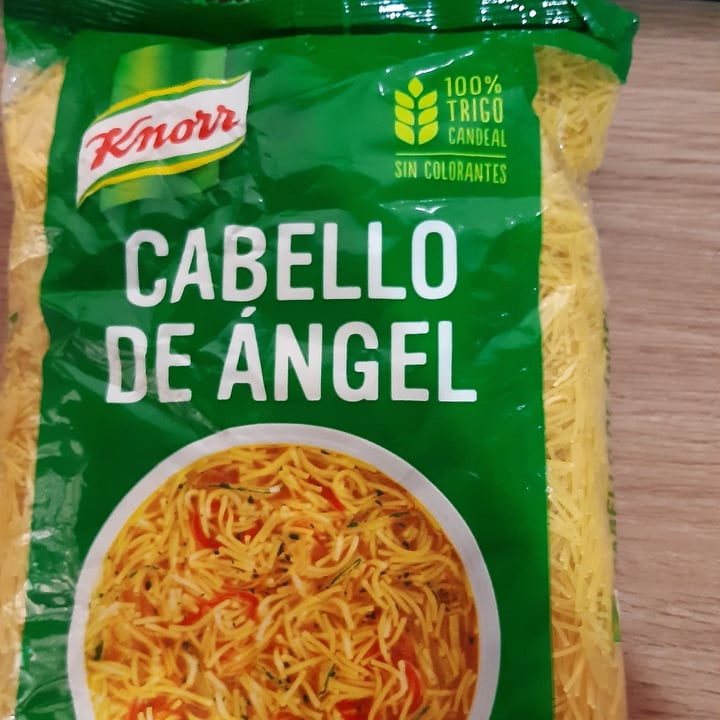 Knorr
100%
TRIGO
CANDEAL
SIN COLORANTES
CABELLO
DE ÁNGEL